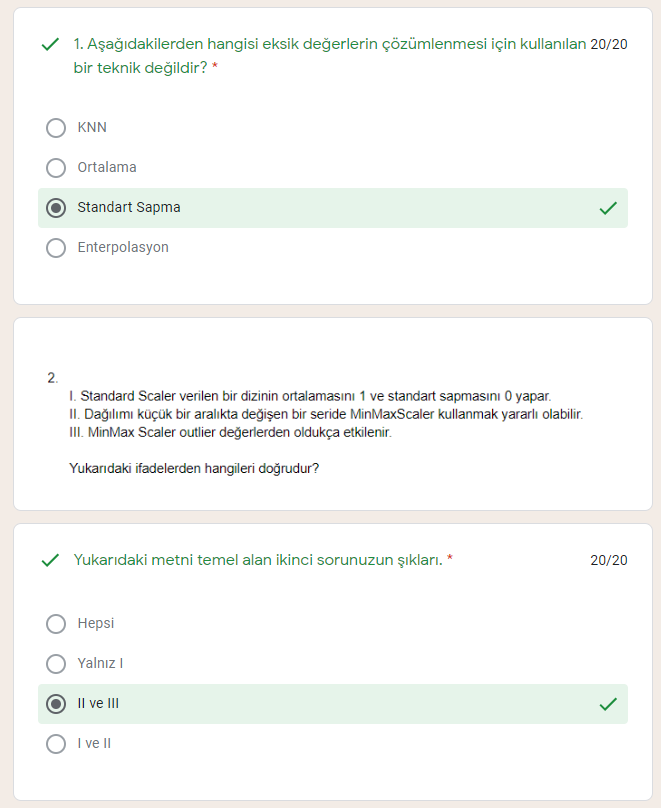 1. Aşağıdakilerden hangisi eksik değerlerin çözümlenmesi için kullanılan 20/20
bir teknik değildir? *
KNN
Ortalama
Standart Sapma
Enterpolasyon
2.
I. Standard Scaler verilen bir dizinin ortalamasını 1 ve standart sapmasını 0 yapar.
II. Dağılımı küçük bir aralıkta değişen bir seride MinMaxScaler kullanmak yararlı olabilir.
III. MinMax Scaler outlier değerlerden oldukça etkilenir.
Yukarıdaki ifadelerden hangileri doğrudur?
Yukarıdaki metni temel alan ikinci sorunuzun şıkları. * 20/20
Hepsi
Yalnız I
II ve III
I ve II